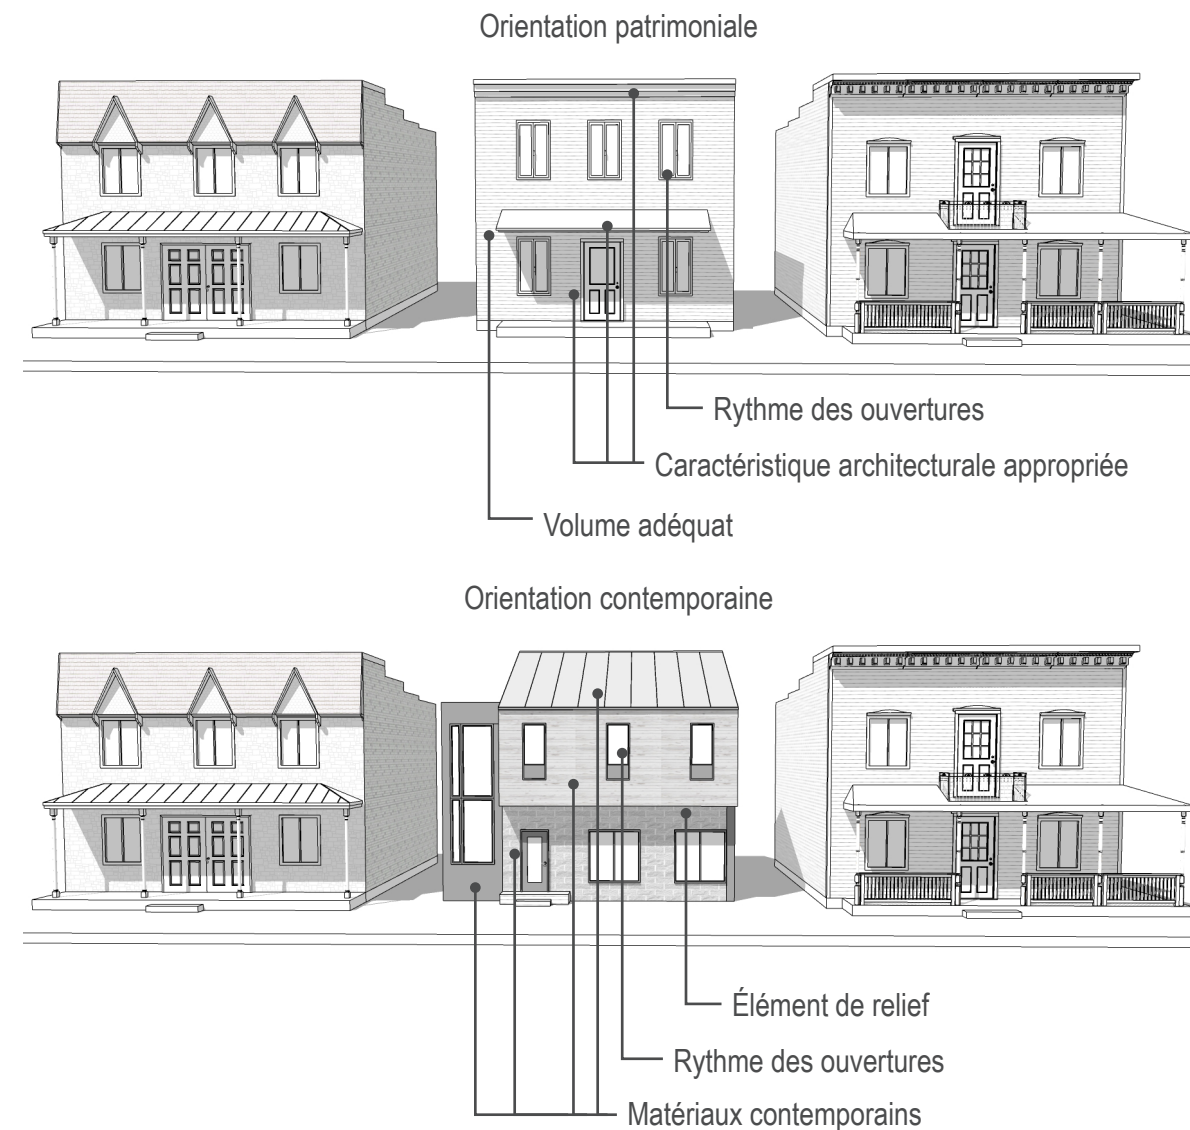 Orientation patrimoniale
Rythme des ouvertures
Caractéristique architecturale appropriée
Volume adéquat
Orientation contemporaine
Élément de relief
Rythme des ouvertures
Matériaux contemporains